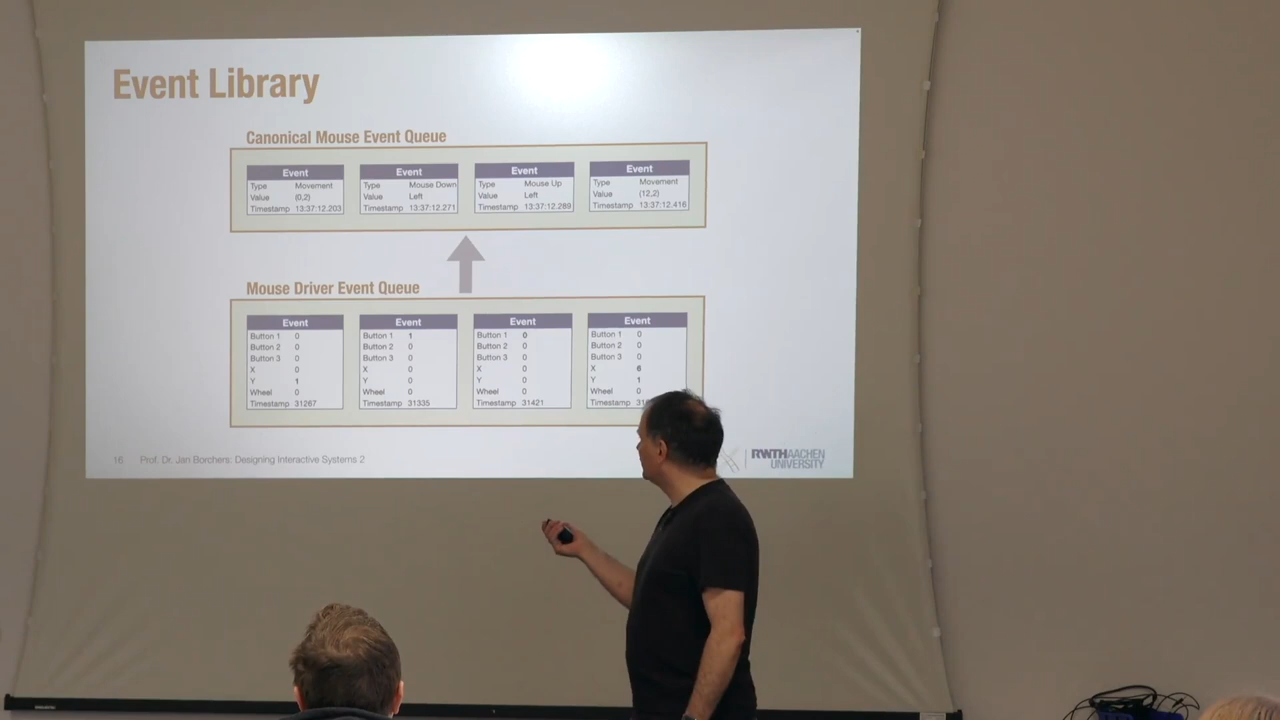 Event Library
Canonical Mouse Event Queue
Event
Type Movement
Value (0,2)
Timestamp 13:37:12.203
Event
Type Mouse Down
Value Left
Timestamp 13:37:12.271
Event
Type Mouse Up
Value Left
Timestamp 13:37:12.289
Event
Type Movement
Value (12,2)
Timestamp 13:37:12.416
Mouse Driver Event Queue
Event
Button 1 0
Button 2 0
Button 3 0
X 0
Y 1
Wheel 0
Timestamp 31287
Event
Button 1 1
Button 2 0
Button 3 0
X 0
Y 0
Wheel 0
Timestamp 31335
Event
Button 1 0
Button 2 0
Button 3 0
X 0
Y 0
Wheel 0
Timestamp 31421
Event
Button 1 0
Button 2 0
Button 3 0
X 6
Y 1
Wheel 0
Timestamp
16 Prof. Dr. Jan Borchers: Designing Interactive Systems 2
RWTHAACHEN
UNIVERSITY